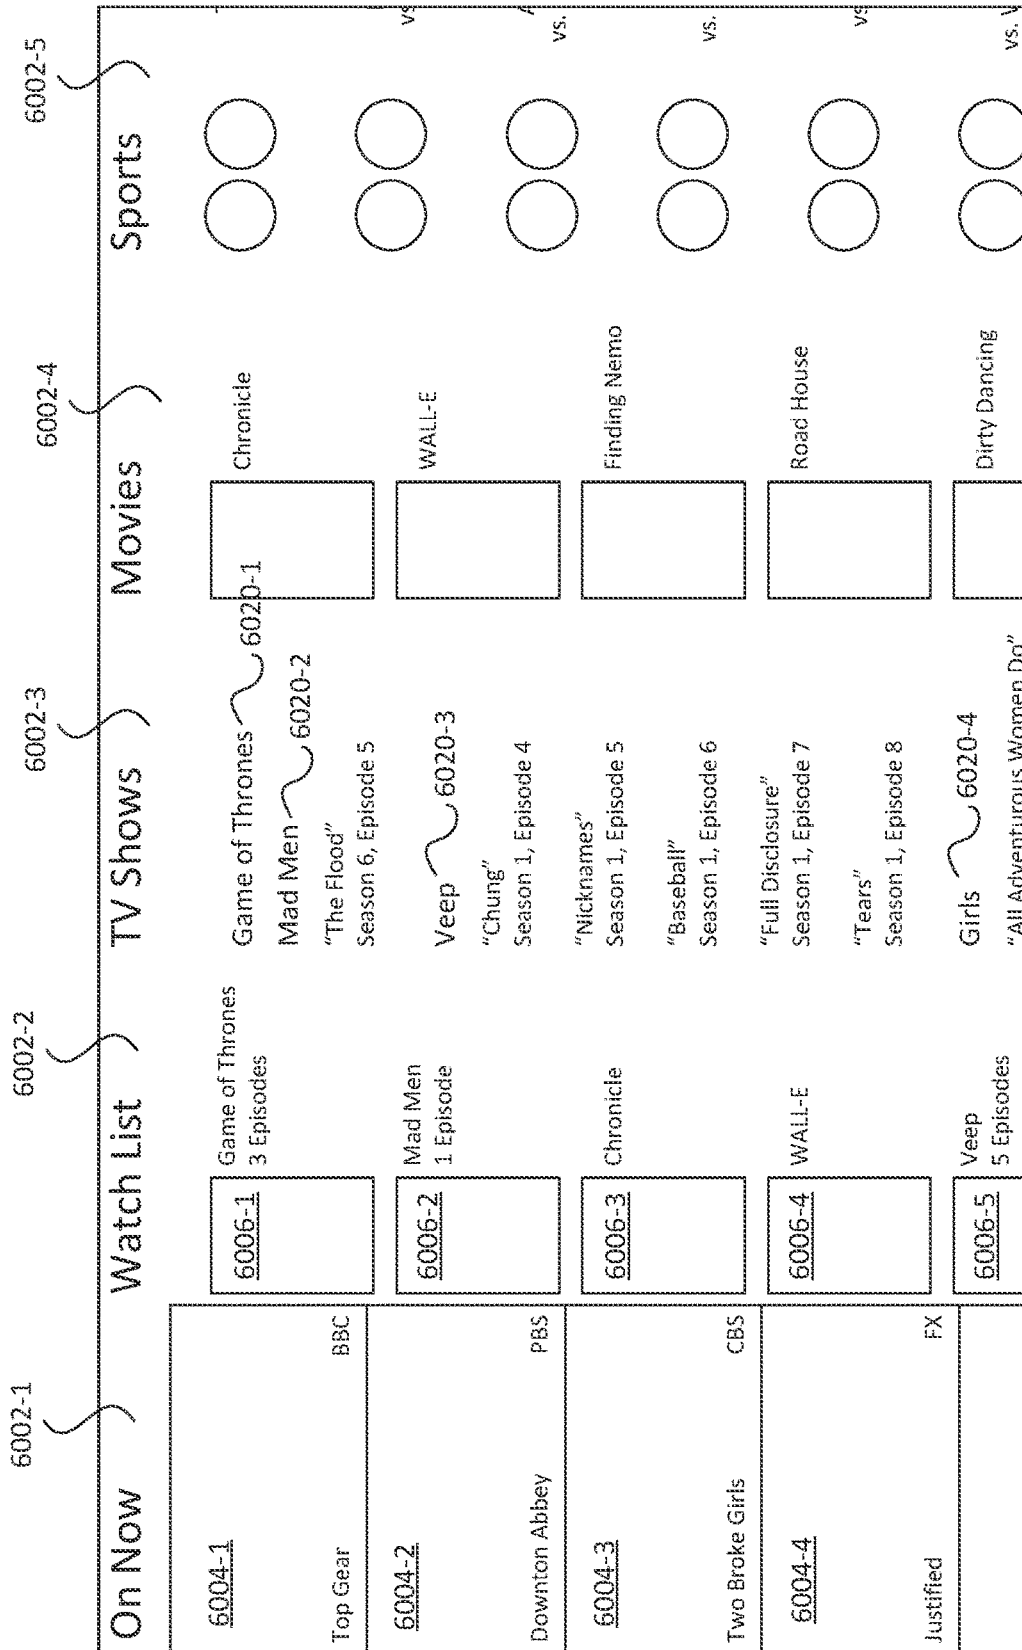 6002-1
6002-2
6002-3
6002-4
6002-5
On Now
Watch List
TV Shows
Movies
Sports
6004-1
Top Gear
BBC
6004-2
Downton Abbey
PBS
6004-3
Two Broke Girls
CBS
6004-4
Justified
FX
6006-1
Game of Thrones
3 Episodes
6006-2
Mad Men
1 Episode
6006-3
Chronicle
6006-4
WALL-E
6006-5
Veep
5 Episodes
Game of Thrones
6020-1
Mad Men
6020-2
“The Flood”
Season 6, Episode 5
Veep
6020-3
“Chung”
Season 1, Episode 4
“Nicknames”
Season 1, Episode 5
“Baseball”
Season 1, Episode 6
“Full Disclosure”
Season 1, Episode 7
“Tears”
Season 1, Episode 8
Girls
6020-4
“All Adventurous Women Do”
Chronicle
WALL-E
Finding Nemo
Road House
Dirty Dancing
vs
vs.
vs.
vs
vs.